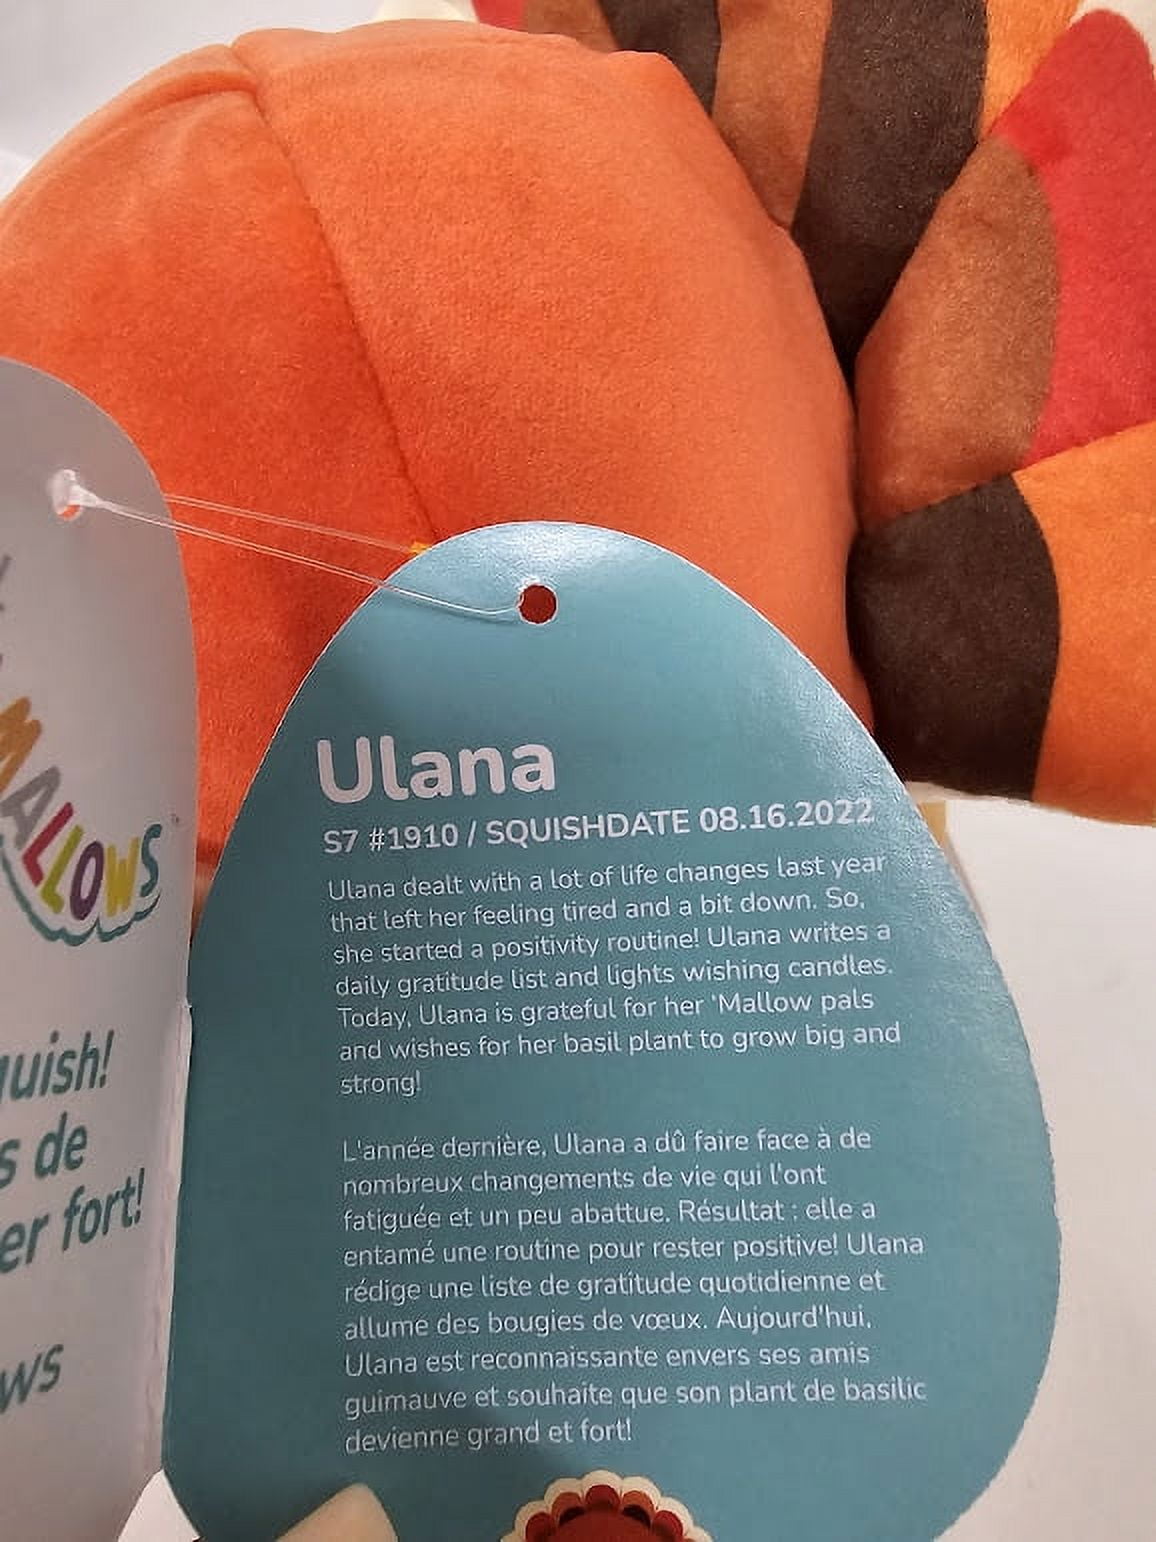 MALLOWS
uish!
s de
er fort!
ws
Ulana
S7 #1910 / SQUISHDATE 08.16.2022
Ulana dealt with a lot of life changes last year
that left her feeling tired and a bit down. So,
she started a positivity routine! Ulana writes a
daily gratitude list and lights wishing candles.
Today, Ulana is grateful for her 'Mallow pals
and wishes for her basil plant to grow big and
strong!
L'année dernière, Ulana a dû faire face à de
nombreux changements de vie qui l'ont
fatiguée et un peu abattue. Résultat : elle a
entamé une routine pour rester positive! Ulana
rédige une liste de gratitude quotidienne et
allume des bougies de vœux. Aujourd'hui,
Ulana est reconnaissante envers ses amis
guimauve et souhaite que son plant de basilic
devienne grand et fort!